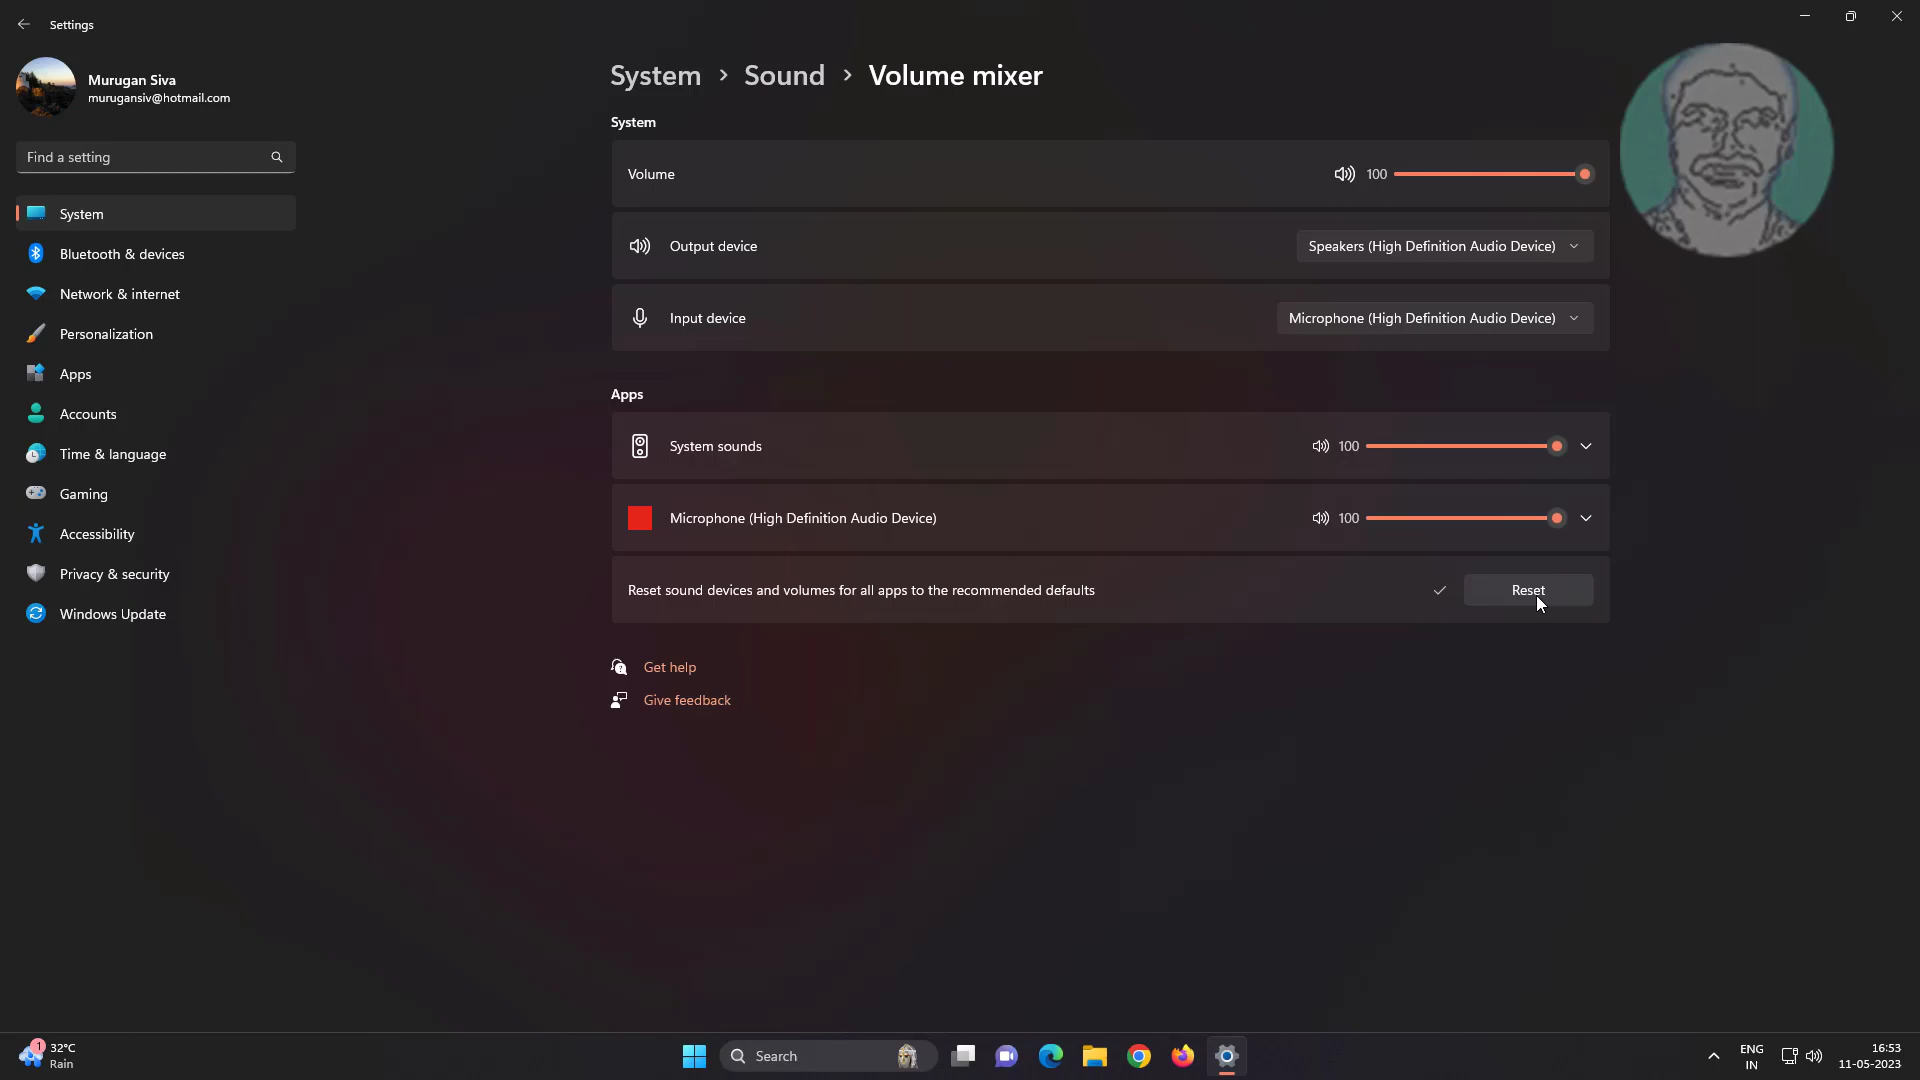 Settings
Murugan Siva
murugansiv@hotmail.com
Find a setting
System
Bluetooth & devices
Network & internet
Personalization
Apps
Accounts
Time & language
Gaming
Accessibility
Privacy & security
Windows Update
System > Sound > Volume mixer
System
Volume 100
Output device Speakers (High Definition Audio Device)
Input device Microphone (High Definition Audio Device)
Apps
System sounds 100
Microphone (High Definition Audio Device) 100
Reset sound devices and volumes for all apps to the recommended defaults Reset
Get help
Give feedback
1
32°C
Rain
Search
ENG
IN
16:53
11-05-2023